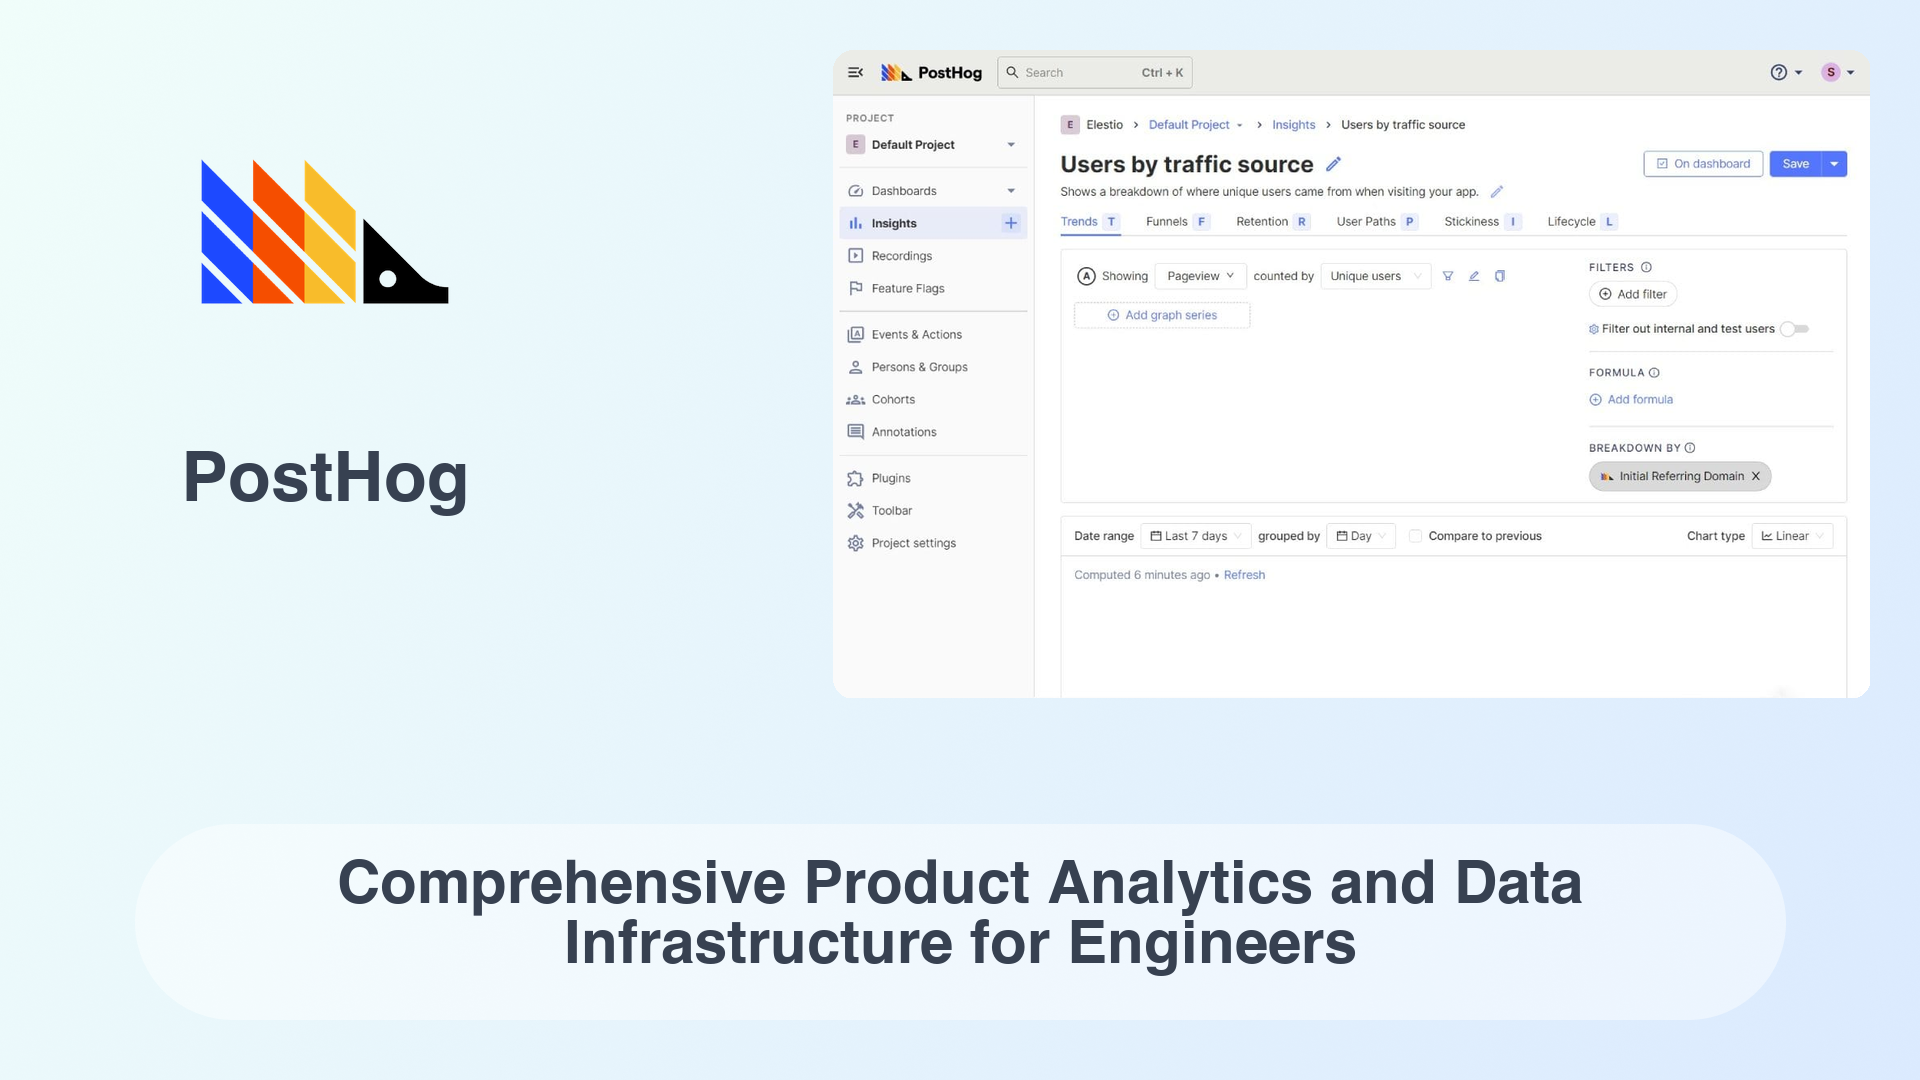 PostHog
PostHog
Search Ctrl + K
S
PROJECT
E Default Project
Dashboards
Insights
Recordings
Feature Flags
Events & Actions
Persons & Groups
Cohorts
Annotations
Plugins
Toolbar
Project settings
E Elestio > Default Project > Insights > Users by traffic source
Users by traffic source
On dashboard
Save
Shows a breakdown of where unique users came from when visiting your app.
Trends T Funnels F Retention R User Paths P Stickiness I Lifecycle L
A Showing Pageview counted by Unique users
Add graph series
FILTERS
Add filter
Filter out internal and test users
FORMULA
Add formula
BREAKDOWN BY
Initial Referring Domain X
Date range Last 7 days grouped by Day Compare to previous Chart type Linear
Computed 6 minutes ago • Refresh
Comprehensive Product Analytics and Data
Infrastructure for Engineers